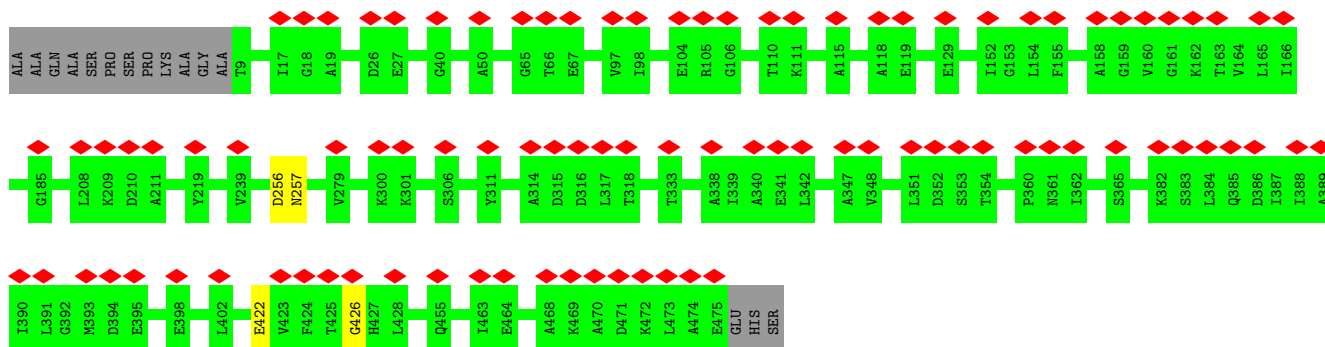 ALA ALA GLN ALA SER PRO SER PRO LYS ALA GLY ALA T9 I17 G18 A19 D26 E27 G40 A50 G65 T66 E67 V97 I98 E104 R105 G106 T110 K111 A115 A118 E119 E129 I152 G153 L154 F155 A158 G159 V160 G161 K162 T163 V164 L165 I166
G185 L208 K209 D210 A211 Y219 V239 D256 N257 V279 K300 K301 S306 Y311 A314 D315 D316 L317 T318 T333 A338 I339 A340 E341 L342 A347 V348 L351 D352 S353 T354 P360 N361 I362 S365 K382 S383 L384 Q385 D386 I387 I388 A389
I390 L391 G392 M393 D394 E395 E398 L402 E422 V423 F424 T425 G426 H427 L428 Q455 I463 E464 A468 K469 A470 D471 K472 L473 A474 E475 GLU HIS SER